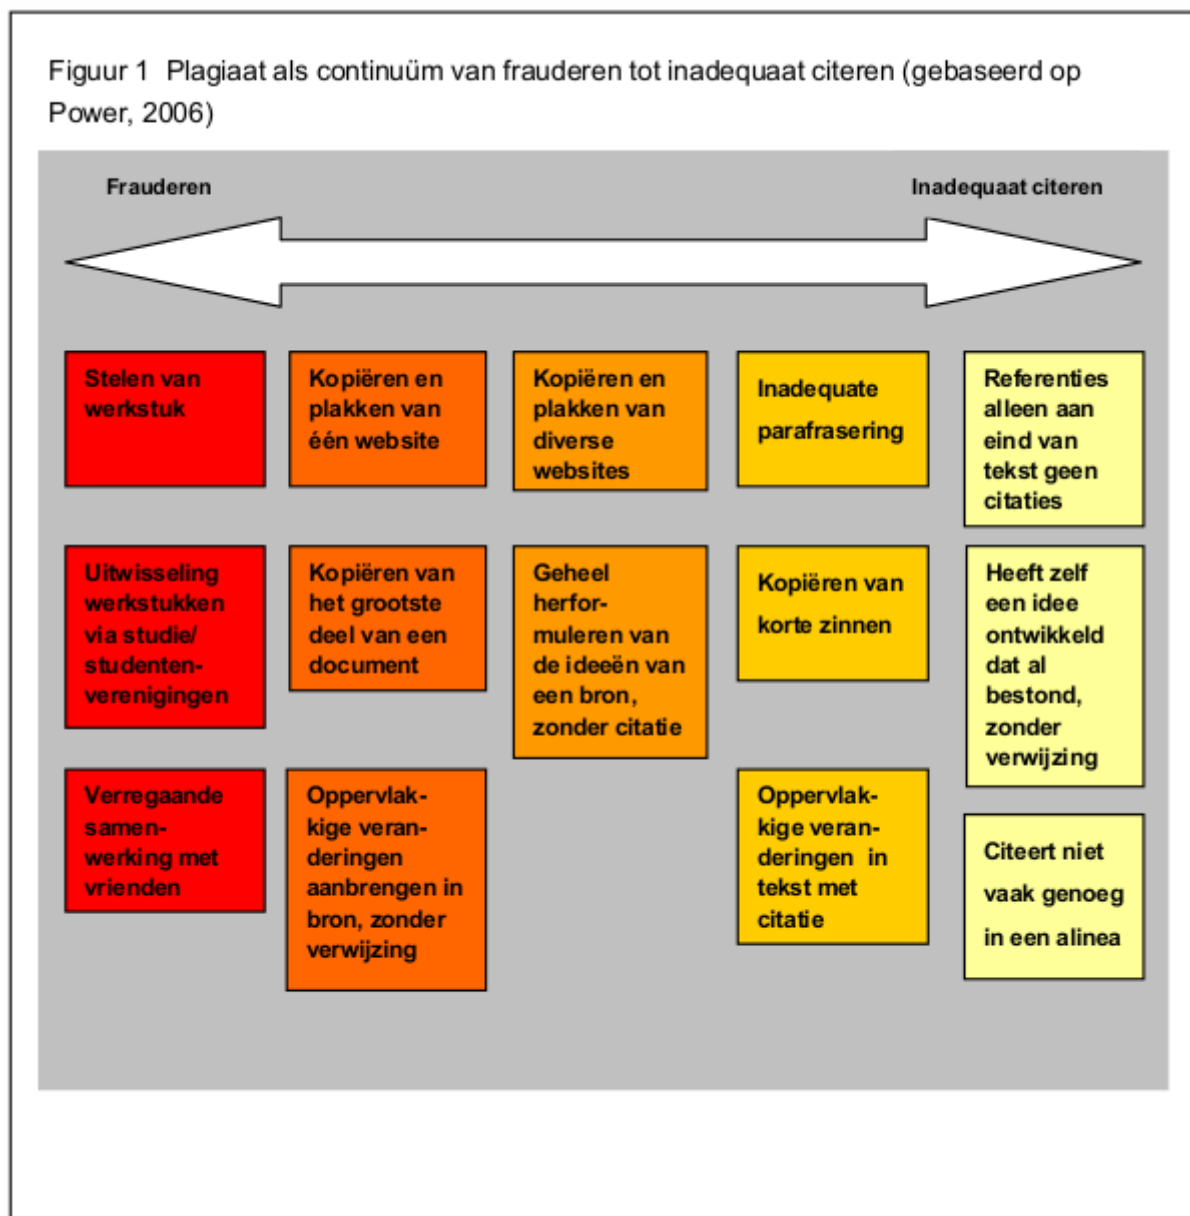 Figuur 1  Plagiaat als continuüm van frauderen tot inadequaat citeren (gebaseerd op
Power, 2006)
Frauderen
Inadequaat citeren
Stelen van
werkstuk
Kopiëren en
plakken van
één website
Kopiëren en
plakken van
diverse
websites
Inadequate
parafrasering
Referenties
alleen aan
eind van
tekst geen
citaties
Uitwisseling
werkstukken
via studie/
studenten-
verenigingen
Kopiëren van
het grootste
deel van een
document
Geheel
herfor-
muleren van
de ideeën van
een bron,
zonder citatie
Kopiëren van
korte zinnen
Heeft zelf
een idee
ontwikkeld
dat al
bestond,
zonder
verwijzing
Verregaande
samen-
werking met
vrienden
Oppervlak-
kige veran-
deringen
aanbrengen in
bron, zonder
verwijzing
Oppervlak-
kige veran-
deringen  in
tekst met
citatie
Citeert niet
vaak genoeg
in een alinea